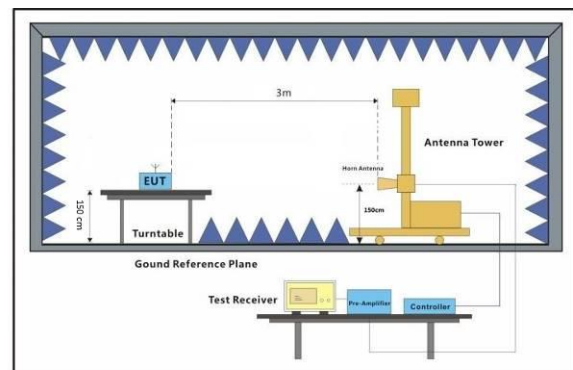 3m
Antenna Tower
Horn Antenna
EUT
150 cm
150cm
Turntable
Gound Reference Plane
Test Receiver
Pre-Amplifier
Controller